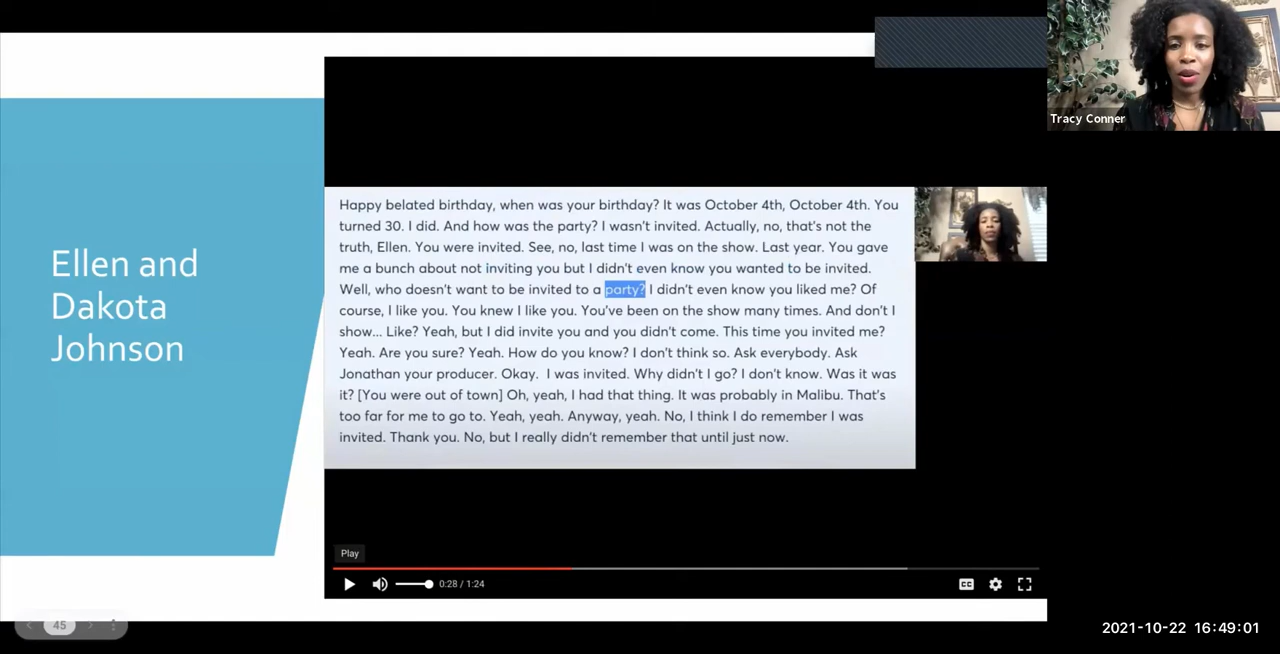 Tracy Conner
Ellen and
Dakota
Johnson
Happy belated birthday, when was your birthday? It was October 4th, October 4th. You
turned 30. I did. And how was the party? I wasn't invited. Actually, no, that's not the
truth, Ellen. You were invited. See, no, last time I was on the show. Last year. You gave
me a bunch about not inviting you but I didn't even know you wanted to be invited.
Well, who doesn't want to be invited to a party? I didn't even know you liked me? Of
course, I like you. You knew I like you. You've been on the show many times. And don't I
show... Like? Yeah, but I did invite you and you didn't come. This time you invited me?
Yeah. Are you sure? Yeah. How do you know? I don't think so. Ask everybody. Ask
Jonathan your producer. Okay.  I was invited. Why didn't I go? I don't know. Was it was
it? [You were out of town] Oh, yeah, I had that thing. It was probably in Malibu. That's
too far for me to go to. Yeah, yeah. Anyway, yeah. No, I think I do remember I was
invited. Thank you. No, but I really didn't remember that until just now.
Play
0:28 / 1:24
CC
45
2021-10-22 16:49:01